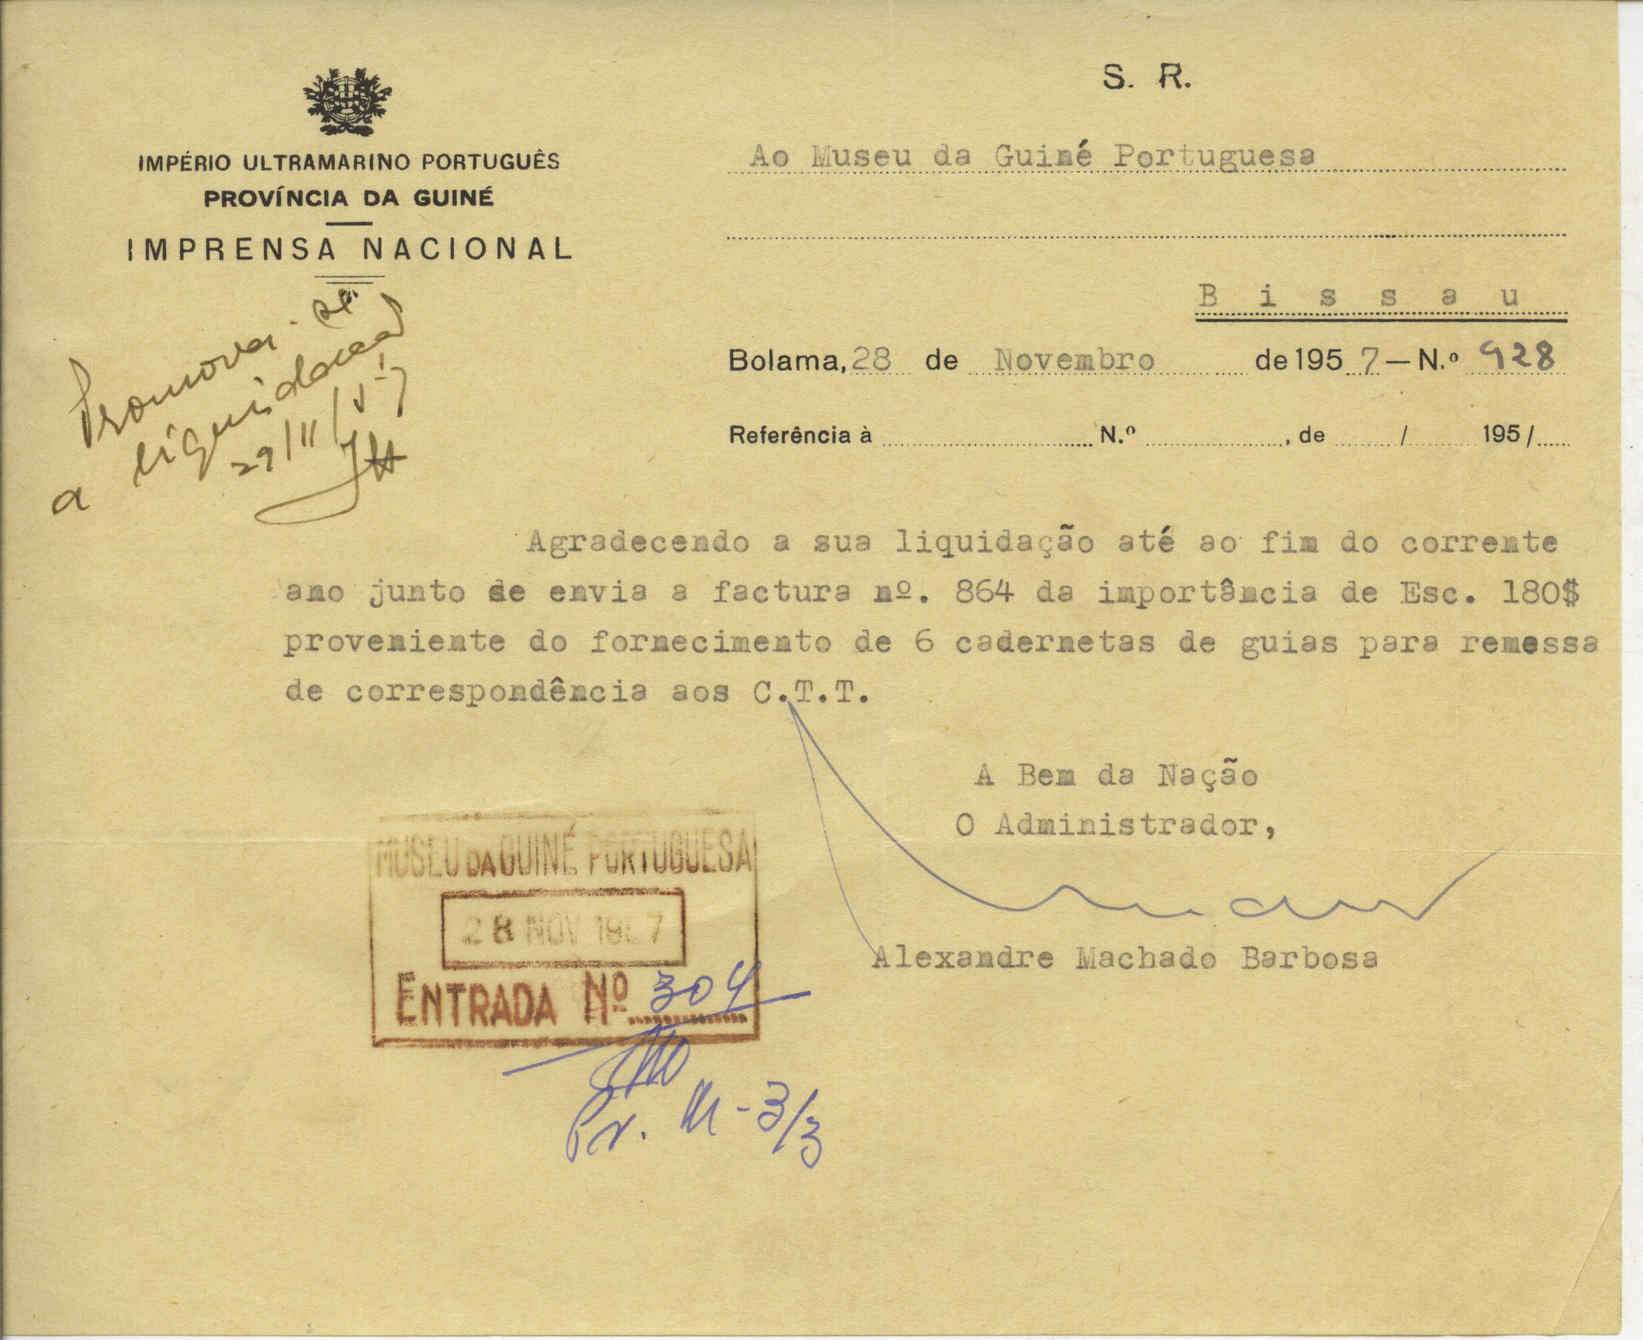 S. R.
IMPÉRIO ULTRAMARINO PORTUGUÊS
PROVÍNCIA DA GUINÉ
IMPRENSA NACIONAL
Ao Museu da Guiné Portuguesa
Bissau
Bolama, 28 de Novembro de 1957 — N.º 928
Referência à N.º , de / 195 /
Promova-se
a liquidação
29/11/57
Agradecendo a sua liquidação até ao fim do corrente
ano junto se envia a factura nº. 864 da importância de Esc. 180$
proveniente do fornecimento de 6 cadernetas de guias para remessa
de correspondência aos C.T.T.
A Bem da Nação
O Administrador,
Alexandre Machado Barbosa
MUSEU DA GUINÉ PORTUGUESA
28 NOV 1957
ENTRADA Nº 304
Pr. M-3/3